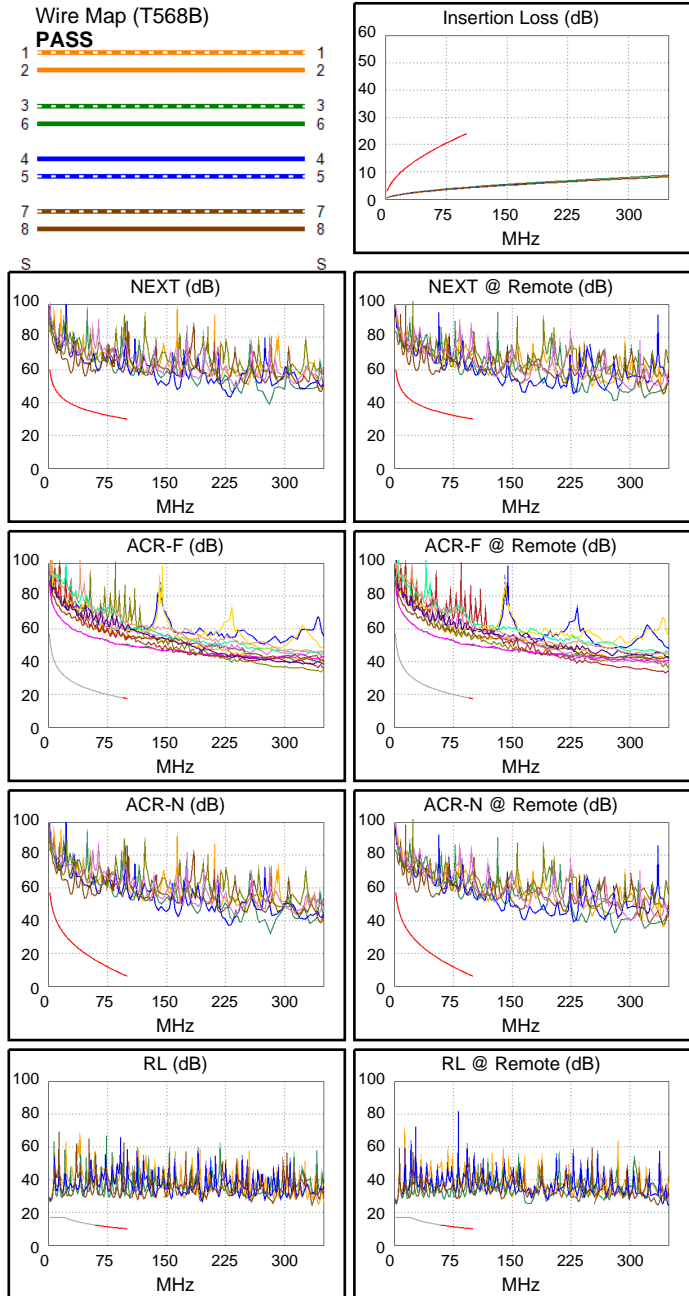 Wire Map (T568B)
PASS
1 1
2 2
3 3
6 6
4 4
5 5
7 7
8 8
S S
Insertion Loss (dB)
60
50
40
30
20
10
0
0 75 150 225 300
MHz
NEXT (dB)
100
80
60
40
20
0
0 75 150 225 300
MHz
NEXT @ Remote (dB)
100
80
60
40
20
0
0 75 150 225 300
MHz
ACR-F (dB)
100
80
60
40
20
0
0 75 150 225 300
MHz
ACR-F @ Remote (dB)
100
80
60
40
20
0
0 75 150 225 300
MHz
ACR-N (dB)
100
80
60
40
20
0
0 75 150 225 300
MHz
ACR-N @ Remote (dB)
100
80
60
40
20
0
0 75 150 225 300
MHz
RL (dB)
100
80
60
40
20
0
0 75 150 225 300
MHz
RL @ Remote (dB)
100
80
60
40
20
0
0 75 150 225 300
MHz